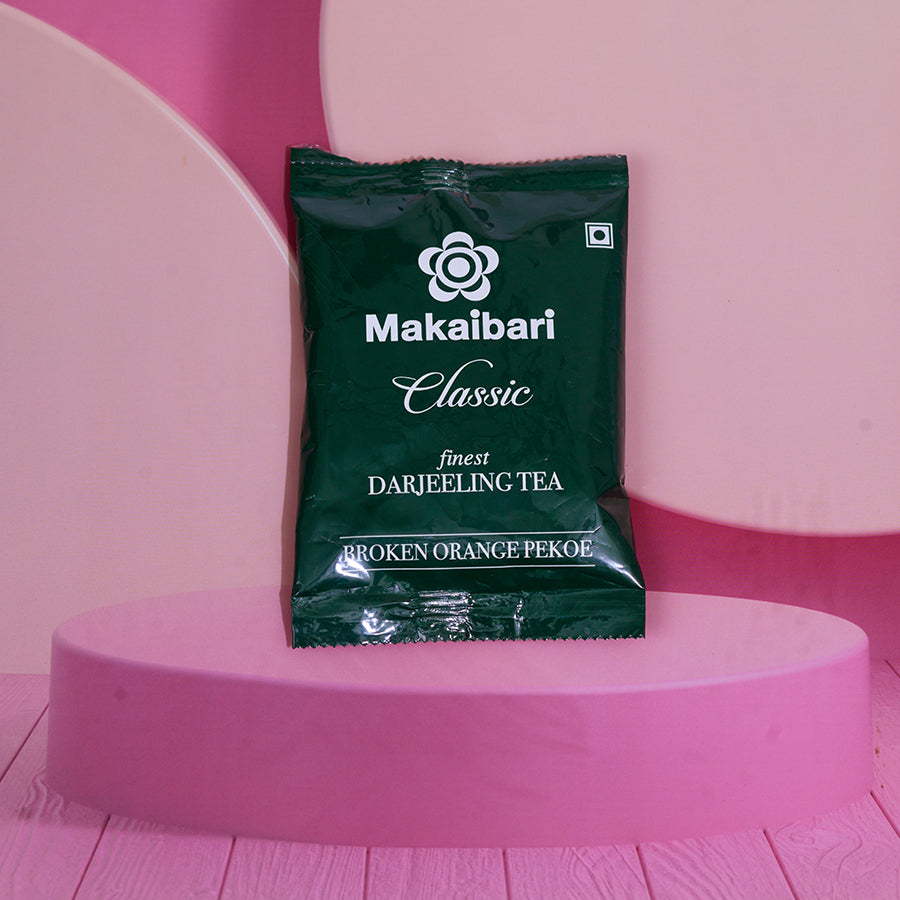 Makaibari
Classic
finest
DARJEELING TEA
BROKEN ORANGE PEKOE